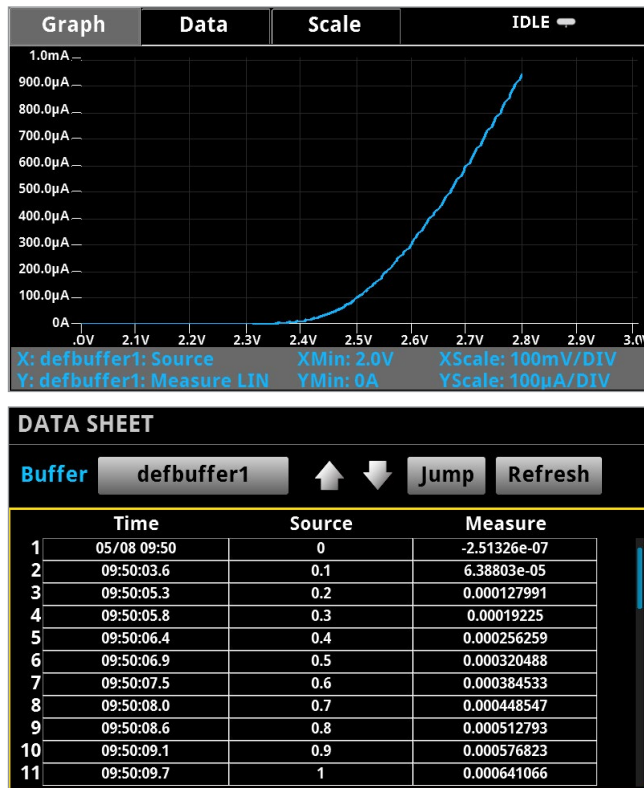 Graph Data Scale IDLE
1.0mA
900.0µA
800.0µA
700.0µA
600.0µA
500.0µA
400.0µA
300.0µA
200.0µA
100.0µA
0A
.0V 2.1V 2.2V 2.3V 2.4V 2.5V 2.6V 2.7V 2.8V 2.9V 3.0V
X: defbuffer1: Source XMin: 2.0V XScale: 100mV/DIV
Y: defbuffer1: Measure LIN YMin: 0A YScale: 100µA/DIV
DATA SHEET
Buffer defbuffer1 Jump Refresh
Time Source Measure
1 05/08 09:50 0 -2.51326e-07
2 09:50:03.6 0.1 6.38803e-05
3 09:50:05.3 0.2 0.000127991
4 09:50:05.8 0.3 0.00019225
5 09:50:06.4 0.4 0.000256259
6 09:50:06.9 0.5 0.000320488
7 09:50:07.5 0.6 0.000384533
8 09:50:08.0 0.7 0.000448547
9 09:50:08.6 0.8 0.000512793
10 09:50:09.1 0.9 0.000576823
11 09:50:09.7 1 0.000641066